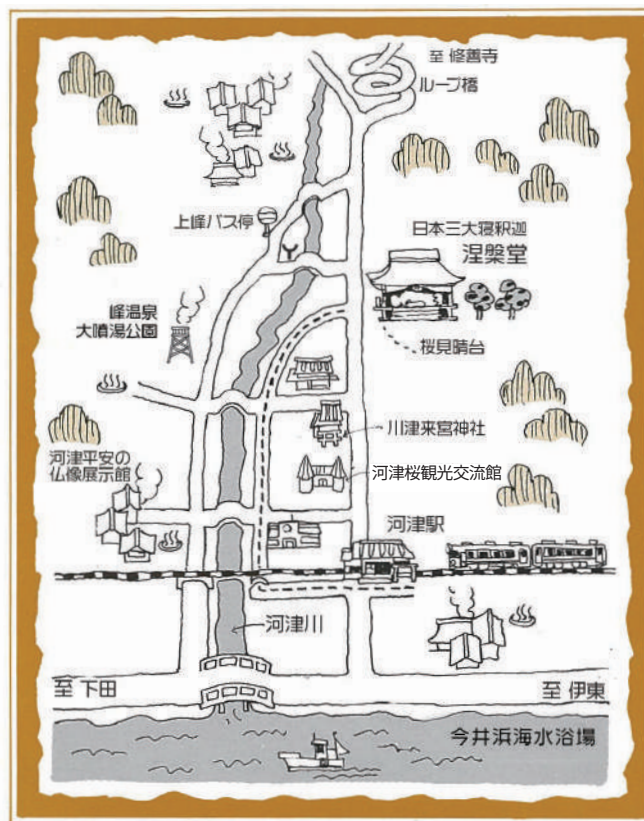 至 修善寺
ループ橋
上峰バス停
日本三大寝釈迦
涅槃堂
峰温泉
大噴湯公園
桜見晴台
川津来宮神社
河津平安の
仏像展示館
河津桜観光交流館
河津駅
河津川
至 下田
至 伊東
今井浜海水浴場